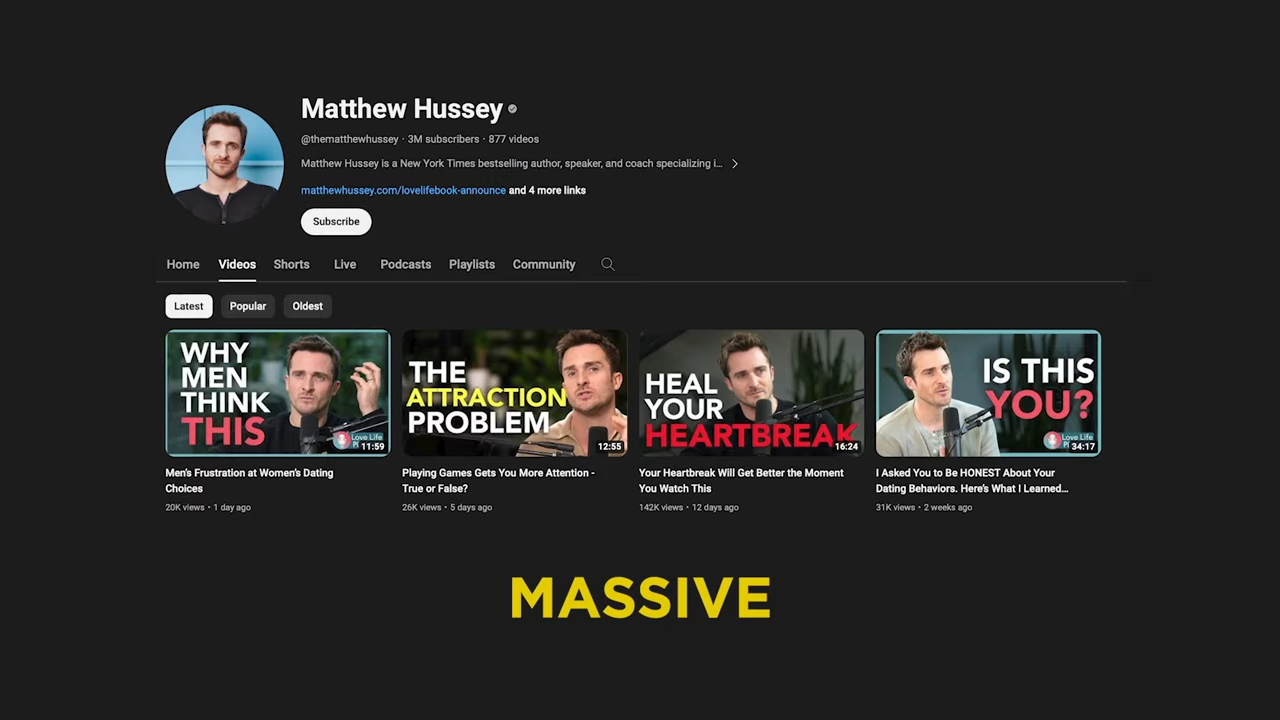 Matthew Hussey
@thematthewhussey · 3M subscribers · 877 videos
Matthew Hussey is a New York Times bestselling author, speaker, and coach specializing i...
matthewhussey.com/lovelifebook-announce and 4 more links
Subscribe
Home Videos Shorts Live Podcasts Playlists Community
Latest Popular Oldest
WHY
MEN
THINK
THIS
Love Life
11:59
THE
ATTRACTION
PROBLEM
12:55
HEAL
YOUR
HEARTBREAK
16:24
IS THIS
YOU?
Love Life
34:17
Men's Frustration at Women's Dating
Choices
20K views · 1 day ago
Playing Games Gets You More Attention -
True or False?
26K views · 5 days ago
Your Heartbreak Will Get Better the Moment
You Watch This
142K views · 12 days ago
I Asked You to Be HONEST About Your
Dating Behaviors. Here's What I Learned...
31K views · 2 weeks ago
MASSIVE